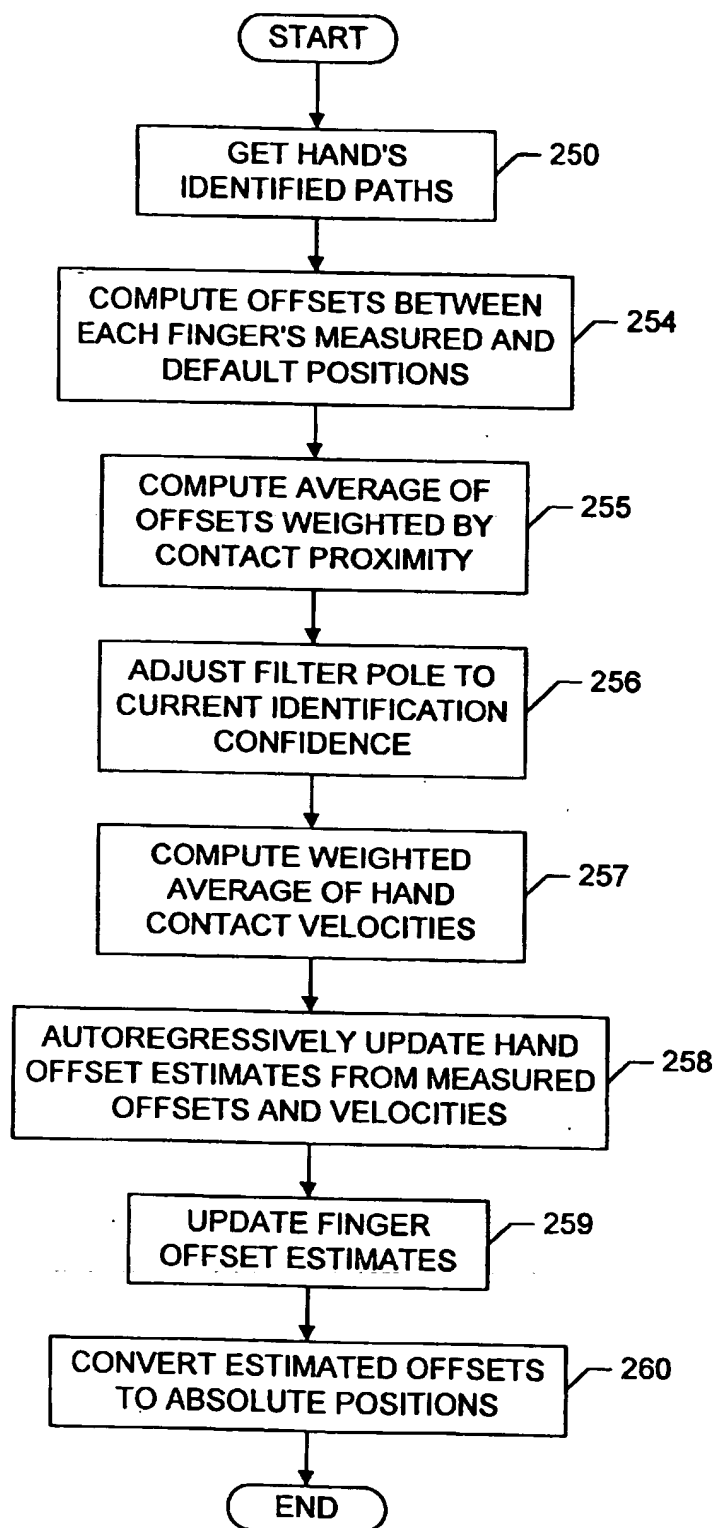 START
GET HAND'S
IDENTIFIED PATHS
250
COMPUTE OFFSETS BETWEEN
EACH FINGER'S MEASURED AND
DEFAULT POSITIONS
254
COMPUTE AVERAGE OF
OFFSETS WEIGHTED BY
CONTACT PROXIMITY
255
ADJUST FILTER POLE TO
CURRENT IDENTIFICATION
CONFIDENCE
256
COMPUTE WEIGHTED
AVERAGE OF HAND
CONTACT VELOCITIES
257
AUTOREGRESSIVELY UPDATE HAND
OFFSET ESTIMATES FROM MEASURED
OFFSETS AND VELOCITIES
258
UPDATE FINGER
OFFSET ESTIMATES
259
CONVERT ESTIMATED OFFSETS
TO ABSOLUTE POSITIONS
260
END